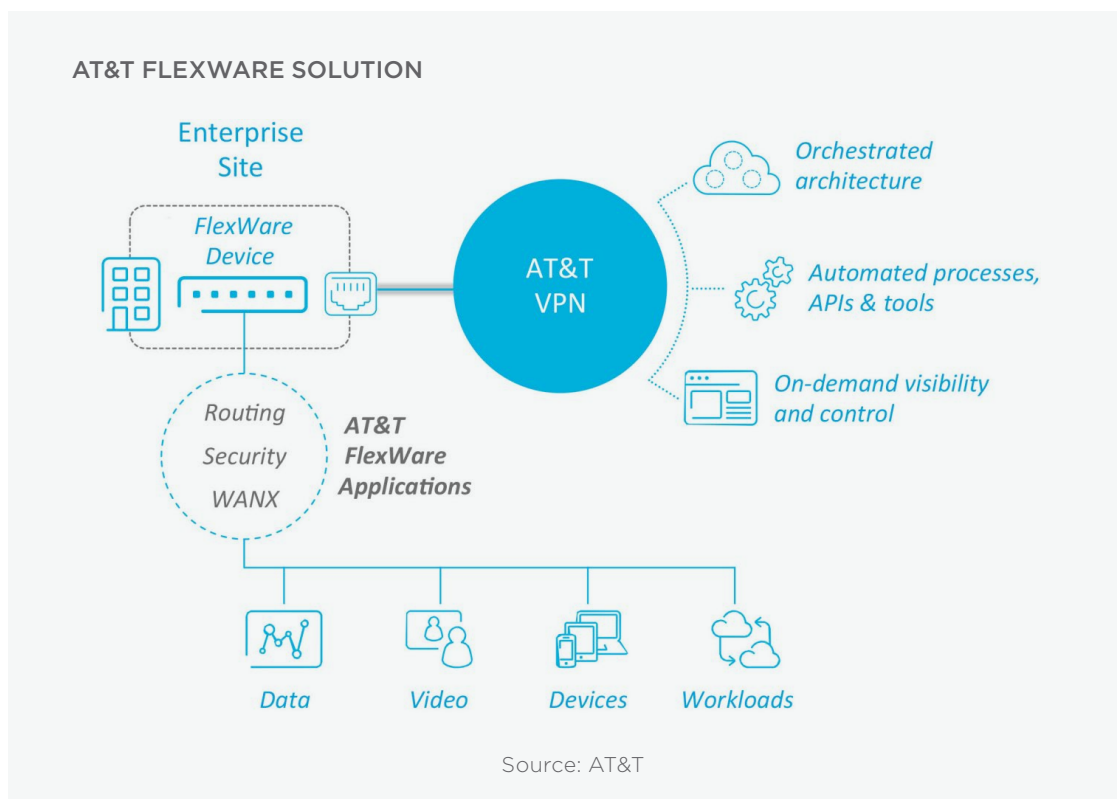 AT&T FLEXWARE SOLUTION
Enterprise
Site
FlexWare
Device
AT&T
VPN
Orchestrated
architecture
Automated processes,
APIs & tools
On-demand visibility
and control
Routing
Security
WANX
AT&T
FlexWare
Applications
Data
Video
Devices
Workloads
Source: AT&T